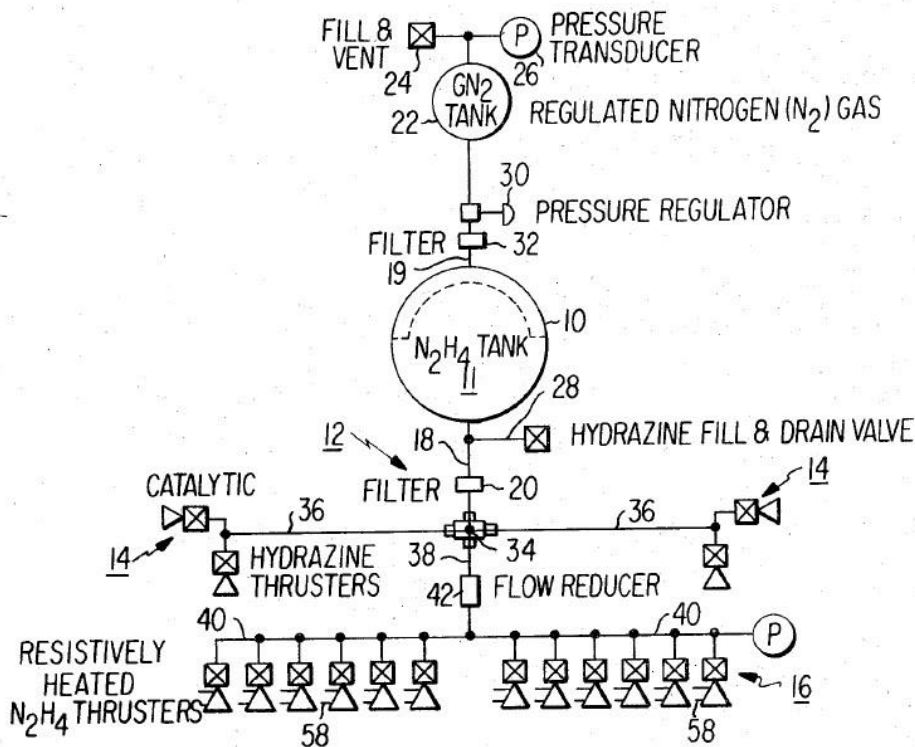 FILL &
VENT
24
P
26
PRESSURE
TRANSDUCER
GN2
TANK
22
REGULATED NITROGEN (N2) GAS
30
PRESSURE REGULATOR
FILTER
32
19
10
N2H4 TANK
11
28
12
18
HYDRAZINE FILL & DRAIN VALVE
FILTER
20
14
CATALYTIC
36
36
14
HYDRAZINE
THRUSTERS
38
34
42
FLOW REDUCER
40
40
P
RESISTIVELY
HEATED
N2H4 THRUSTERS
58
58
16